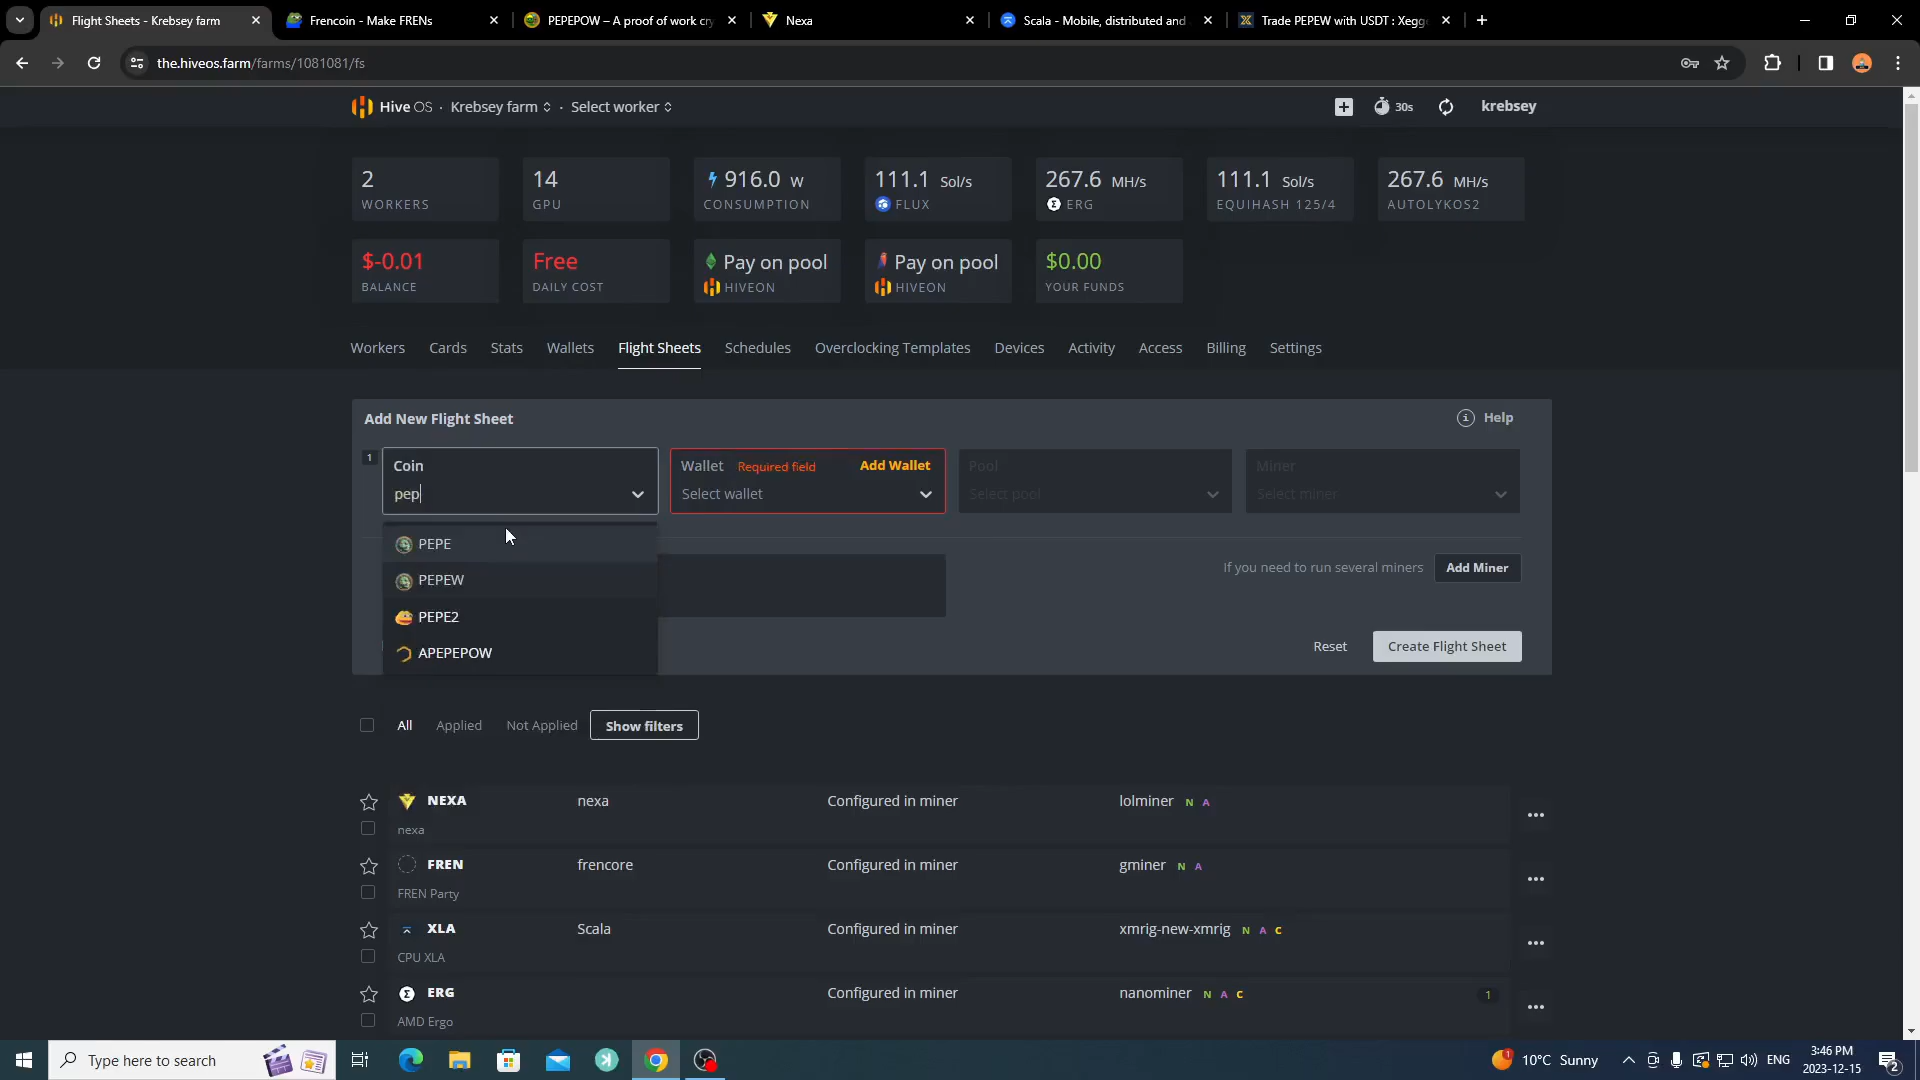 Flight Sheets - Krebsey farm
Frencoin - Make FRENs
PEPEPOW – A proof of work cry
Nexa
Scala - Mobile, distributed and
Trade PEPEW with USDT : Xegge
the.hiveos.farm/farms/1081081/fs
Hive OS · Krebsey farm · Select worker
30s
krebsey
2
WORKERS
14
GPU
916.0 W
CONSUMPTION
111.1 Sol/s
FLUX
267.6 MH/s
ERG
111.1 Sol/s
EQUIHASH 125/4
267.6 MH/s
AUTOLYKOS2
$-0.01
BALANCE
Free
DAILY COST
Pay on pool
HIVEON
Pay on pool
HIVEON
$0.00
YOUR FUNDS
Workers Cards Stats Wallets Flight Sheets Schedules Overclocking Templates Devices Activity Access Billing Settings
Add New Flight Sheet
Help
1
Coin
pep
Wallet Required field Add Wallet
Select wallet
Pool
Select pool
Miner
Select miner
PEPE
PEPEW
PEPE2
APEPEPOW
If you need to run several miners Add Miner
Reset Create Flight Sheet
All Applied Not Applied Show filters
NEXA nexa Configured in miner lolminer N A
nexa
FREN frencore Configured in miner gminer N A
FREN Party
XLA Scala Configured in miner xmrig-new-xmrig N A C
CPU XLA
ERG Configured in miner nanominer N A C 1
AMD Ergo
Type here to search
1
10°C Sunny
ENG
3:46 PM
2023-12-15
2